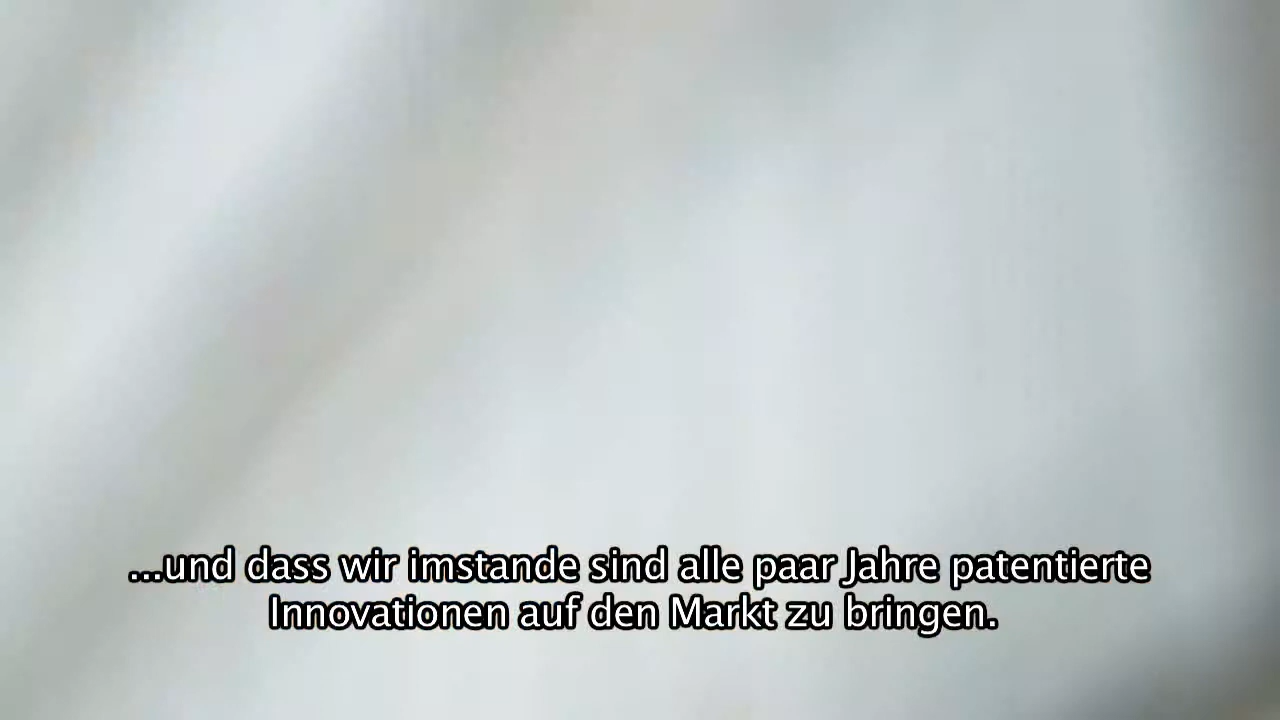 ...und dass wir imstande sind alle paar Jahre patentierte
Innovationen auf den Markt zu bringen.